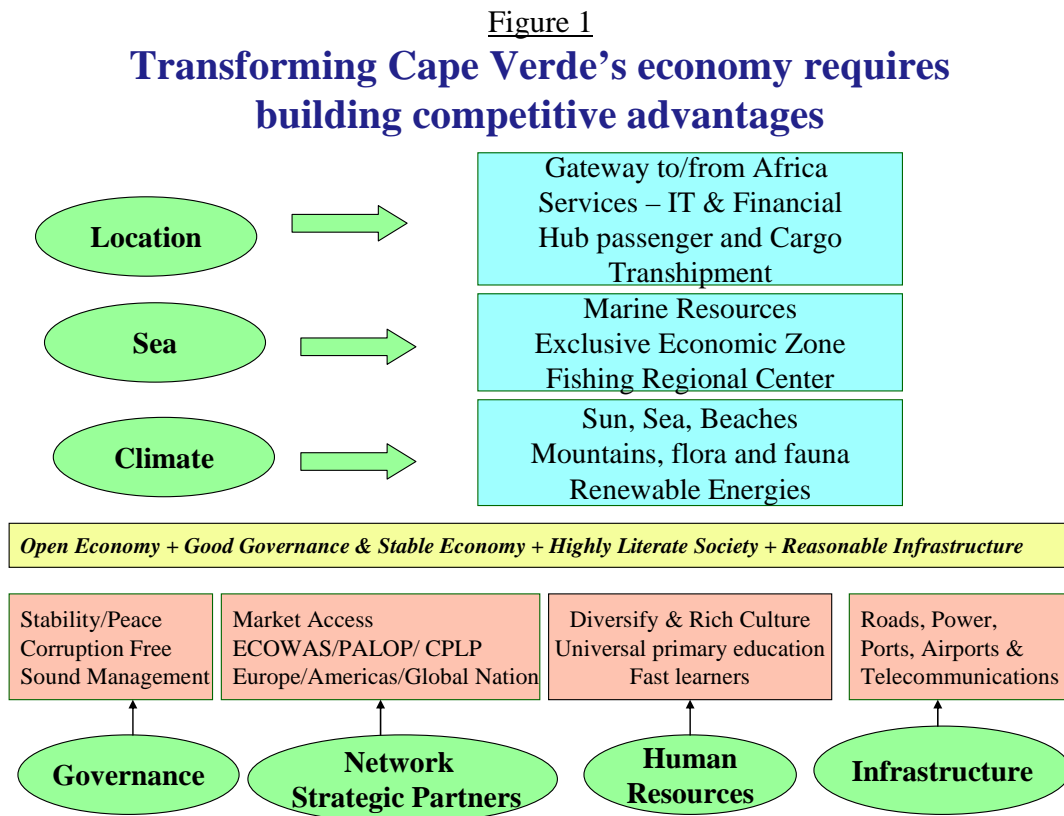 Figure 1
Transforming Cape Verde's economy requires
building competitive advantages
Location
Gateway to/from Africa
Services – IT & Financial
Hub passenger and Cargo
Transhipment
Sea
Marine Resources
Exclusive Economic Zone
Fishing Regional Center
Climate
Sun, Sea, Beaches
Mountains, flora and fauna
Renewable Energies
Open Economy + Good Governance & Stable Economy + Highly Literate Society + Reasonable Infrastructure
Stability/Peace
Corruption Free
Sound Management
Market Access
ECOWAS/PALOP/ CPLP
Europe/Americas/Global Nation
Diversify & Rich Culture
Universal primary education
Fast learners
Roads, Power,
Ports, Airports &
Telecommunications
Governance
Network
Strategic Partners
Human
Resources
Infrastructure